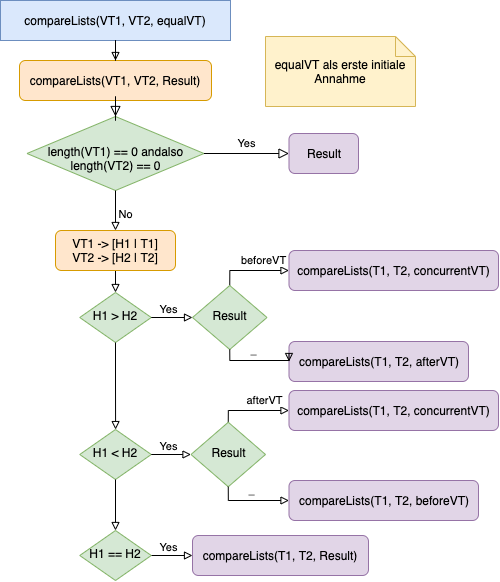 compareLists(VT1, VT2, equalVT)
equalVT als erste initiale
Annahme
compareLists(VT1, VT2, Result)
length(VT1) == 0 andalso
length(VT2) == 0
Yes
Result
No
VT1 -> [H1 | T1]
VT2 -> [H2 | T2]
beforeVT
compareLists(T1, T2, concurrentVT)
H1 > H2
Yes
Result
_
compareLists(T1, T2, afterVT)
afterVT
compareLists(T1, T2, concurrentVT)
H1 < H2
Yes
Result
_
compareLists(T1, T2, beforeVT)
H1 == H2
Yes
compareLists(T1, T2, Result)